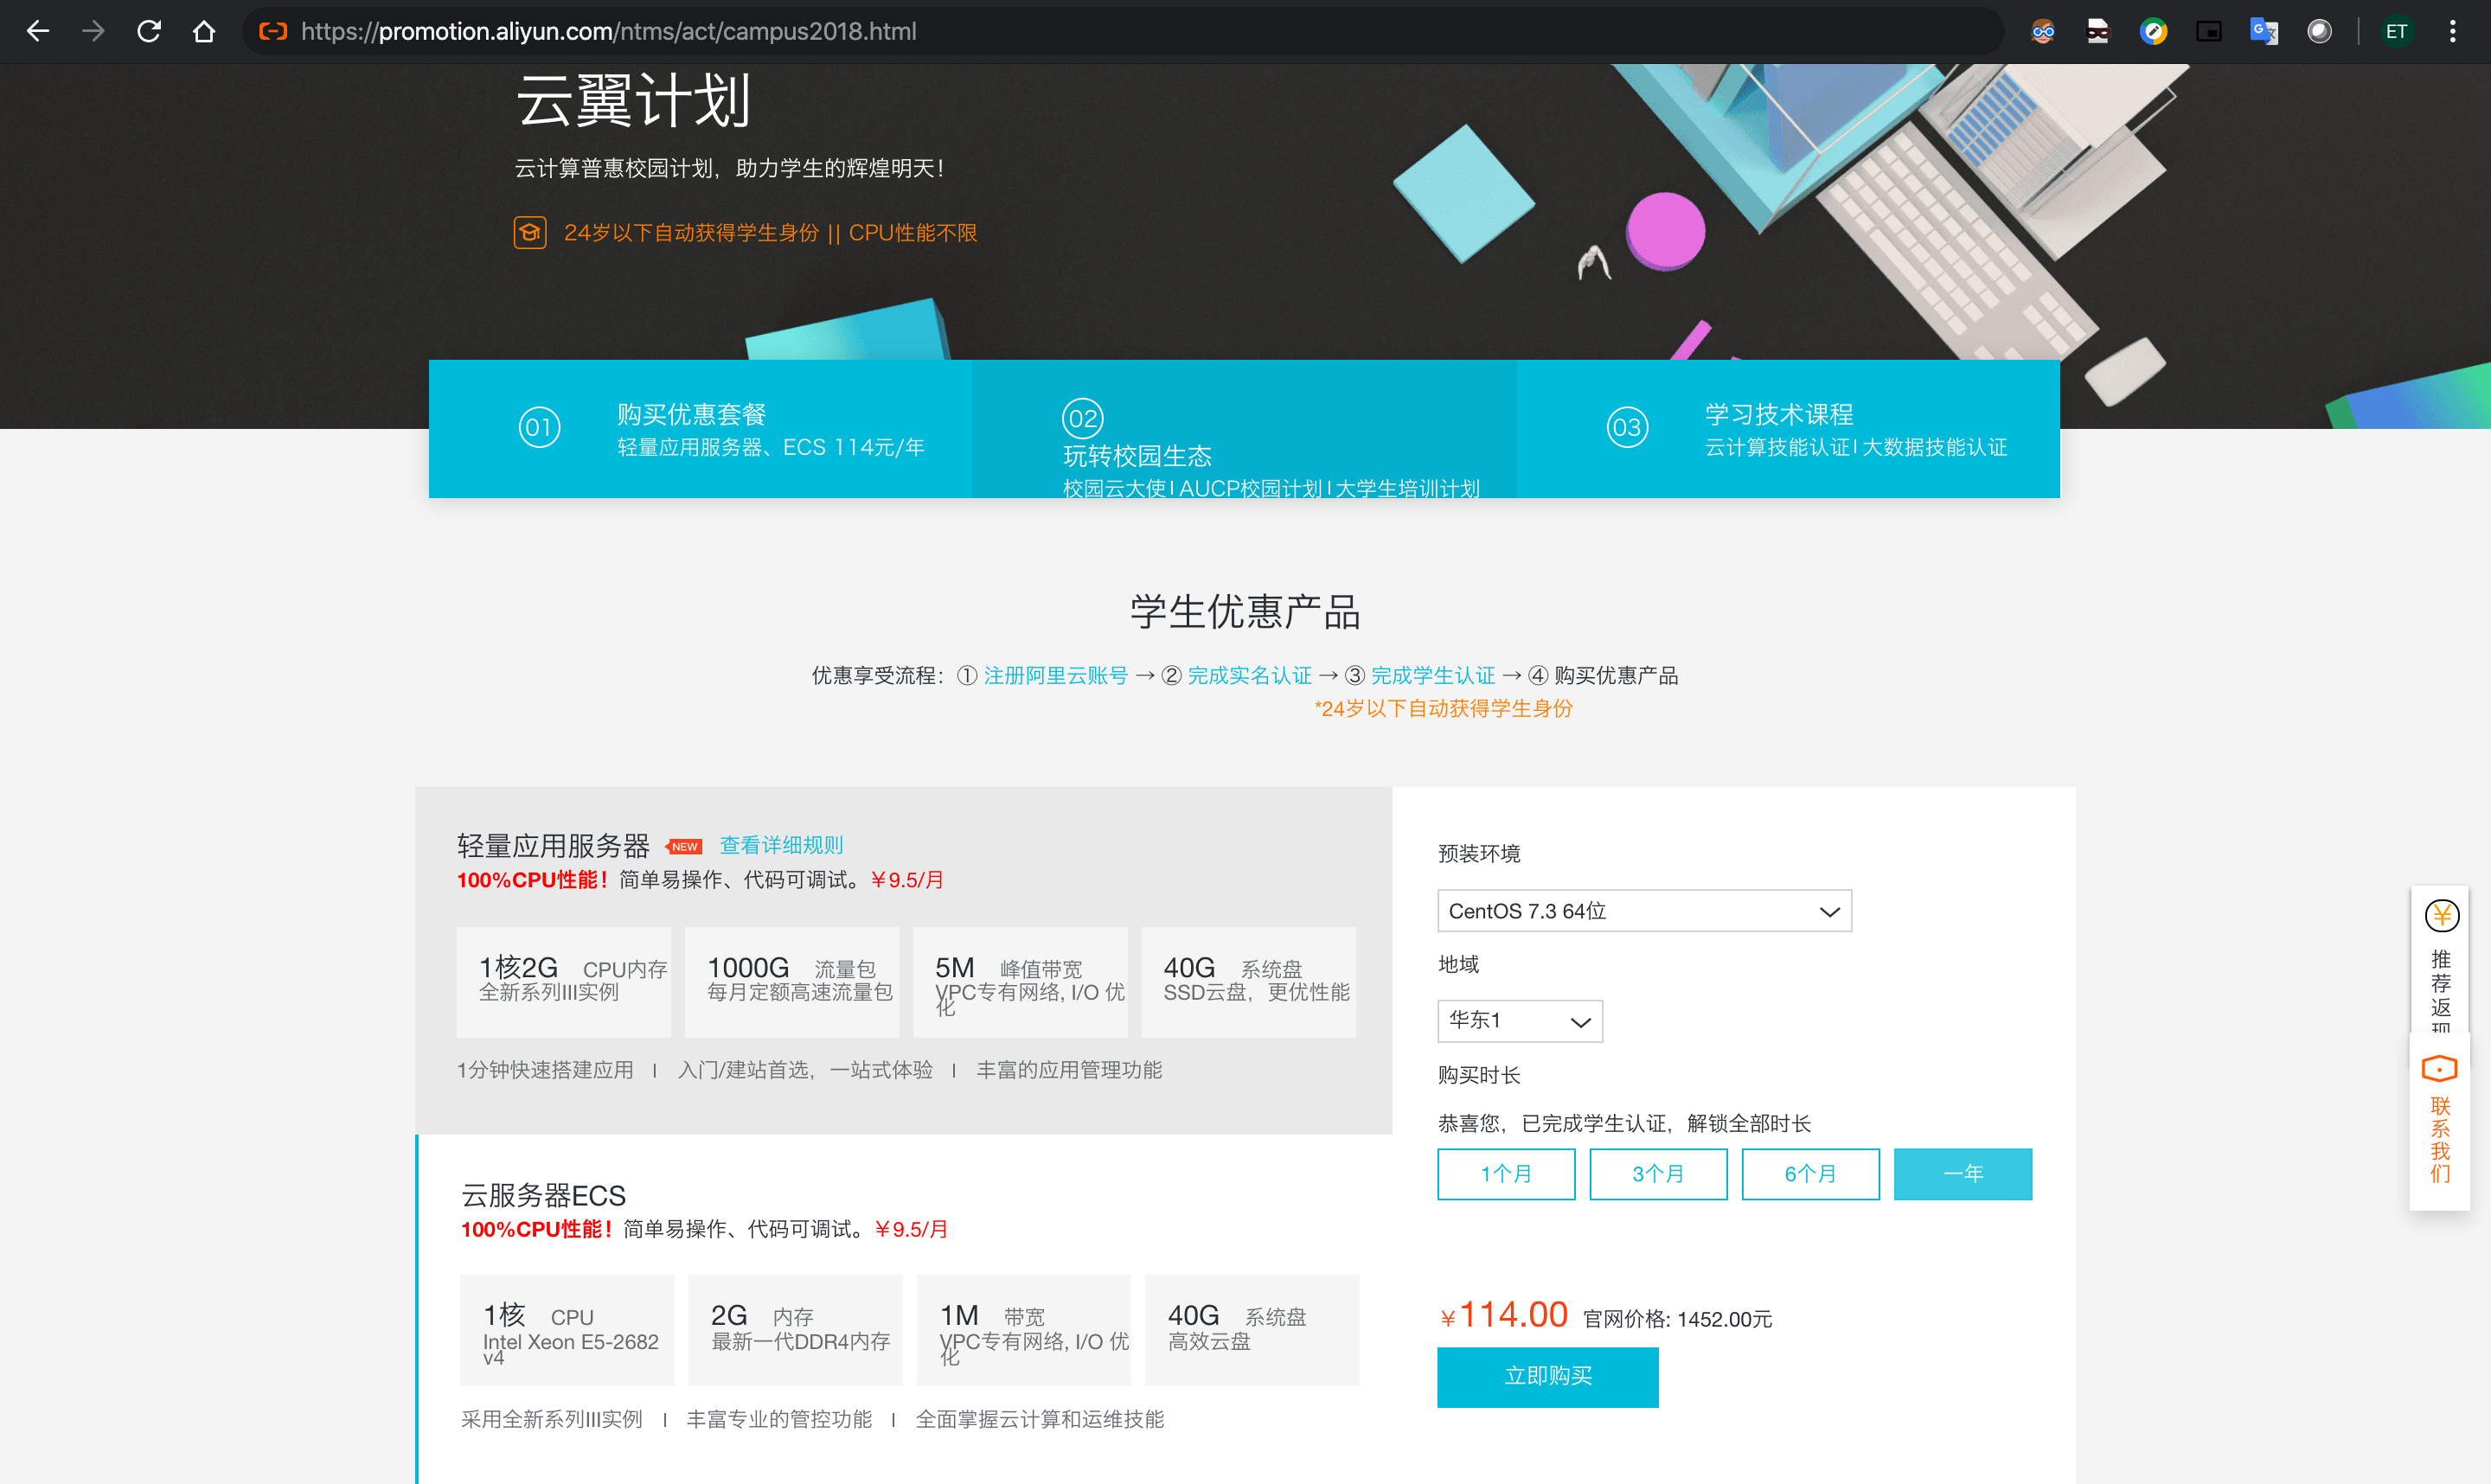 https://promotion.aliyun.com/ntms/act/campus2018.html
ET
云翼计划
云计算普惠校园计划，助力学生的辉煌明天！
24岁以下自动获得学生身份 || CPU性能不限
01
购买优惠套餐
轻量应用服务器、ECS 114元/年
02
玩转校园生态
校园云大使 | AUCP校园计划 | 大学生培训计划
03
学习技术课程
云计算技能认证 | 大数据技能认证
学生优惠产品
优惠享受流程：① 注册阿里云账号 → ② 完成实名认证 → ③ 完成学生认证 → ④ 购买优惠产品
*24岁以下自动获得学生身份
轻量应用服务器 NEW 查看详细规则
100%CPU性能！简单易操作、代码可调试。￥9.5/月
1核2G CPU内存
全新系列III实例
1000G 流量包
每月定额高速流量包
5M 峰值带宽
VPC专有网络, I/O 优
化
40G 系统盘
SSD云盘，更优性能
1分钟快速搭建应用 | 入门/建站首选，一站式体验 | 丰富的应用管理功能
云服务器ECS
100%CPU性能！简单易操作、代码可调试。￥9.5/月
1核 CPU
Intel Xeon E5-2682
v4
2G 内存
最新一代DDR4内存
1M 带宽
VPC专有网络, I/O 优
化
40G 系统盘
高效云盘
采用全新系列III实例 | 丰富专业的管控功能 | 全面掌握云计算和运维技能
预装环境
CentOS 7.3 64位
地域
华东1
购买时长
恭喜您，已完成学生认证，解锁全部时长
1个月 3个月 6个月 一年
￥114.00 官网价格: 1452.00元
立即购买
推荐返现
联系我们